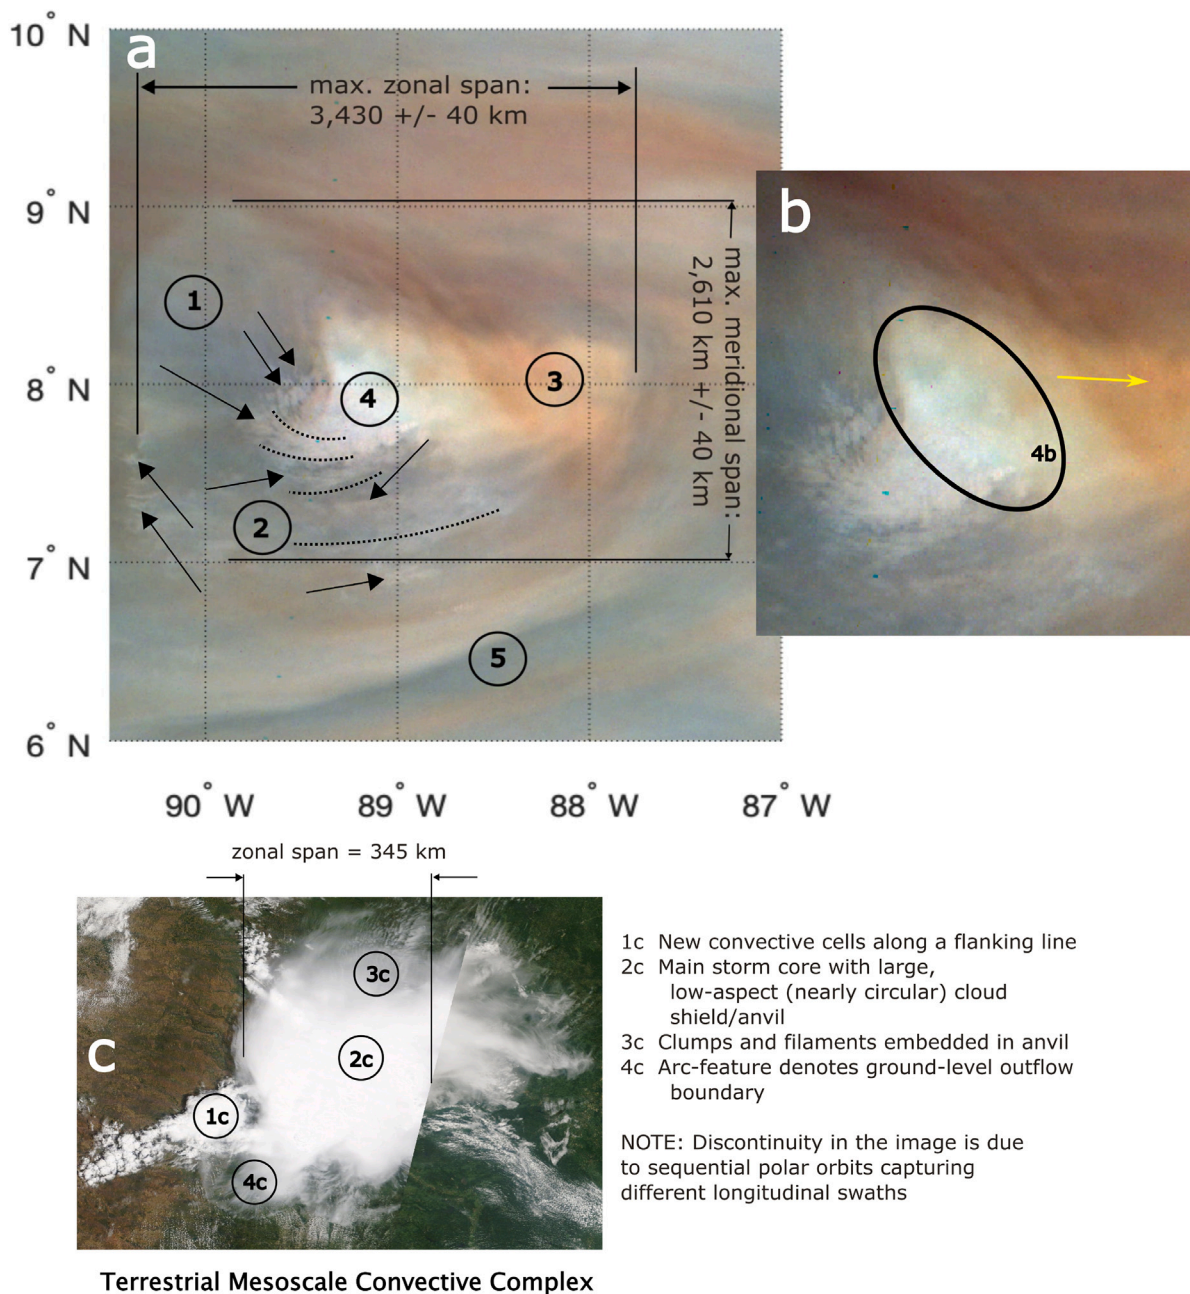 10° N
a
max. zonal span:
3,430 +/- 40 km
9° N
b
1
max. meridional span:
2,610 km +/- 40 km
8° N
4
3
4b
2
7° N
5
6° N
90° W
89° W
88° W
87° W
zonal span = 345 km
3c
2c
c
1c
4c
1c New convective cells along a flanking line
2c Main storm core with large,
low-aspect (nearly circular) cloud
shield/anvil
3c Clumps and filaments embedded in anvil
4c Arc-feature denotes ground-level outflow
boundary
NOTE: Discontinuity in the image is due
to sequential polar orbits capturing
different longitudinal swaths
Terrestrial Mesoscale Convective Complex